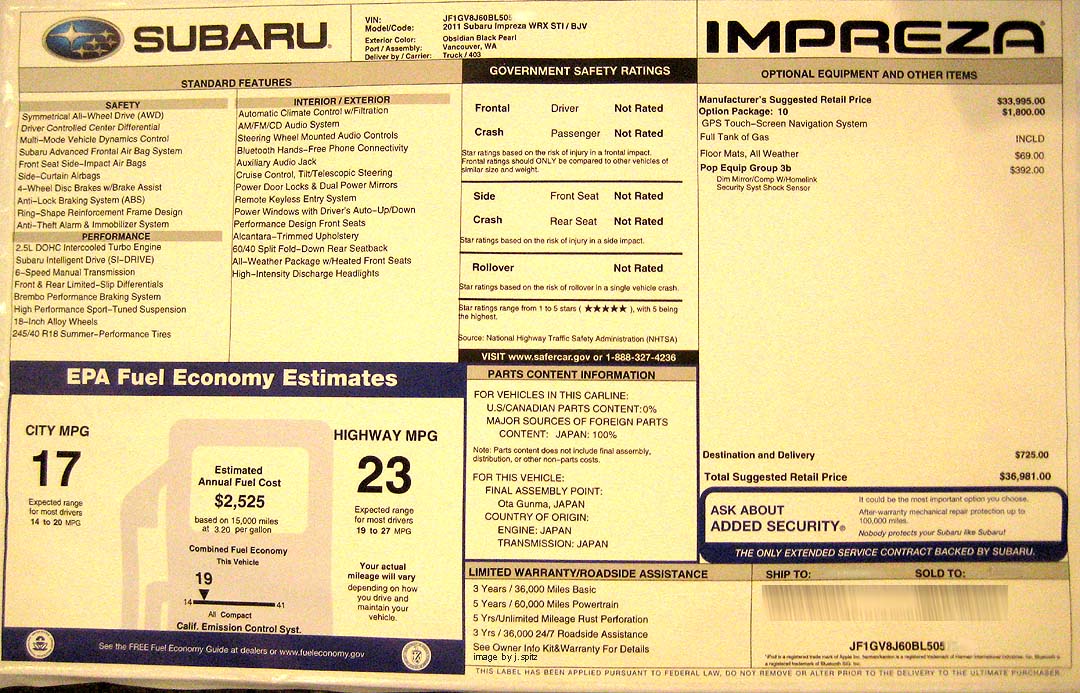 SUBARU
VIN: JF1GV8J60BL505
Model/Code: 2011 Subaru Impreza WRX STI / BJV
Exterior Color: Obsidian Black Pearl
Port / Assembly: Vancouver, WA
Deliver by / Carrier: Truck / 403
IMPREZA
STANDARD FEATURES
SAFETY
Symmetrical All-Wheel Drive (AWD)
Driver Controlled Center Differential
Multi-Mode Vehicle Dynamics Control
Subaru Advanced Frontal Air Bag System
Front Seat Side-Impact Air Bags
Side-Curtain Airbags
4-Wheel Disc Brakes w/Brake Assist
Anti-Lock Braking System (ABS)
Ring-Shape Reinforcement Frame Design
Anti-Theft Alarm & Immobilizer System
PERFORMANCE
2.5L DOHC Intercooled Turbo Engine
Subaru Intelligent Drive (SI-DRIVE)
6-Speed Manual Transmission
Front & Rear Limited-Slip Differentials
Brembo Performance Braking System
High Performance Sport-Tuned Suspension
18-Inch Alloy Wheels
245/40 R18 Summer-Performance Tires
INTERIOR / EXTERIOR
Automatic Climate Control w/Filtration
AM/FM/CD Audio System
Steering Wheel Mounted Audio Controls
Bluetooth Hands-Free Phone Connectivity
Auxiliary Audio Jack
Cruise Control, Tilt/Telescopic Steering
Power Door Locks & Dual Power Mirrors
Remote Keyless Entry System
Power Windows with Driver's Auto-Up/Down
Performance Design Front Seats
Alcantara-Trimmed Upholstery
60/40 Split Fold-Down Rear Seatback
All-Weather Package w/Heated Front Seats
High-Intensity Discharge Headlights
GOVERNMENT SAFETY RATINGS
Frontal Driver Not Rated
Crash Passenger Not Rated
Star ratings based on the risk of injury in a frontal impact.
Frontal ratings should ONLY be compared to other vehicles of
similar size and weight.
Side Front Seat Not Rated
Crash Rear Seat Not Rated
Star ratings based on the risk of injury in a side impact.
Rollover Not Rated
Star ratings based on the risk of rollover in a single vehicle crash.
Star ratings range from 1 to 5 stars ( ★★★★★ ), with 5 being
the highest.
Source: National Highway Traffic Safety Administration (NHTSA)
VISIT www.safercar.gov or 1-888-327-4236
OPTIONAL EQUIPMENT AND OTHER ITEMS
Manufacturer's Suggested Retail Price $33,995.00
Option Package: 10 $1,800.00
GPS Touch-Screen Navigation System
Full Tank of Gas INCLD
Floor Mats, All Weather $69.00
Pop Equip Group 3b $392.00
Dim Mirror/Comp W/Homelink
Security Syst Shock Sensor
Destination and Delivery $725.00
Total Suggested Retail Price $36,981.00
ASK ABOUT
ADDED SECURITY®
It could be the most important option you choose.
After-warranty mechanical repair protection up to
100,000 miles.
Nobody protects your Subaru like Subaru!
THE ONLY EXTENDED SERVICE CONTRACT BACKED BY SUBARU.
EPA Fuel Economy Estimates
CITY MPG
17
Expected range
for most drivers
14 to 20 MPG
Estimated
Annual Fuel Cost
$2,525
based on 15,000 miles
at 3.20 per gallon
Combined Fuel Economy
This Vehicle
19
14 41
All Compact
Calif. Emission Control Syst.
HIGHWAY MPG
23
Expected range
for most drivers
19 to 27 MPG
Your actual
mileage will vary
depending on how
you drive and
maintain your
vehicle.
See the FREE Fuel Economy Guide at dealers or www.fueleconomy.gov
PARTS CONTENT INFORMATION
FOR VEHICLES IN THIS CARLINE:
U.S/CANADIAN PARTS CONTENT:0%
MAJOR SOURCES OF FOREIGN PARTS
CONTENT: JAPAN: 100%
Note: Parts content does not include final assembly,
distribution, or other non-parts costs.
FOR THIS VEHICLE:
FINAL ASSEMBLY POINT:
Ota Gunma, JAPAN
COUNTRY OF ORIGIN:
ENGINE: JAPAN
TRANSMISSION: JAPAN
LIMITED WARRANTY/ROADSIDE ASSISTANCE
3 Years / 36,000 Miles Basic
5 Years / 60,000 Miles Powertrain
5 Yrs/Unlimited Mileage Rust Perforation
3 Yrs / 36,000 24/7 Roadside Assistance
See Owner Info Kit&Warranty For Details
image by j.spitz
SHIP TO: SOLD TO:
JF1GV8J60BL505
THIS LABEL HAS BEEN APPLIED PURSUANT TO FEDERAL LAW, DO NOT REMOVE OR ALTER PRIOR TO THE DELIVERY TO THE ULTIMATE PURCHASER.